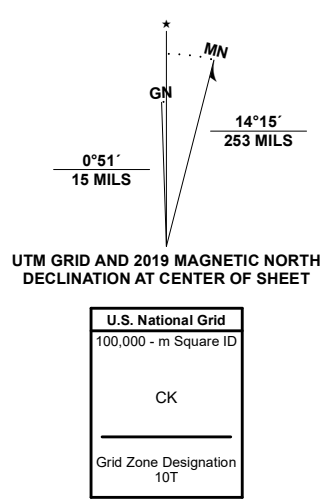 ★
MN
GN
14°15´
253 MILS
0°51´
15 MILS
UTM GRID AND 2019 MAGNETIC NORTH
DECLINATION AT CENTER OF SHEET
U.S. National Grid
100,000 - m Square ID
CK
Grid Zone Designation
10T